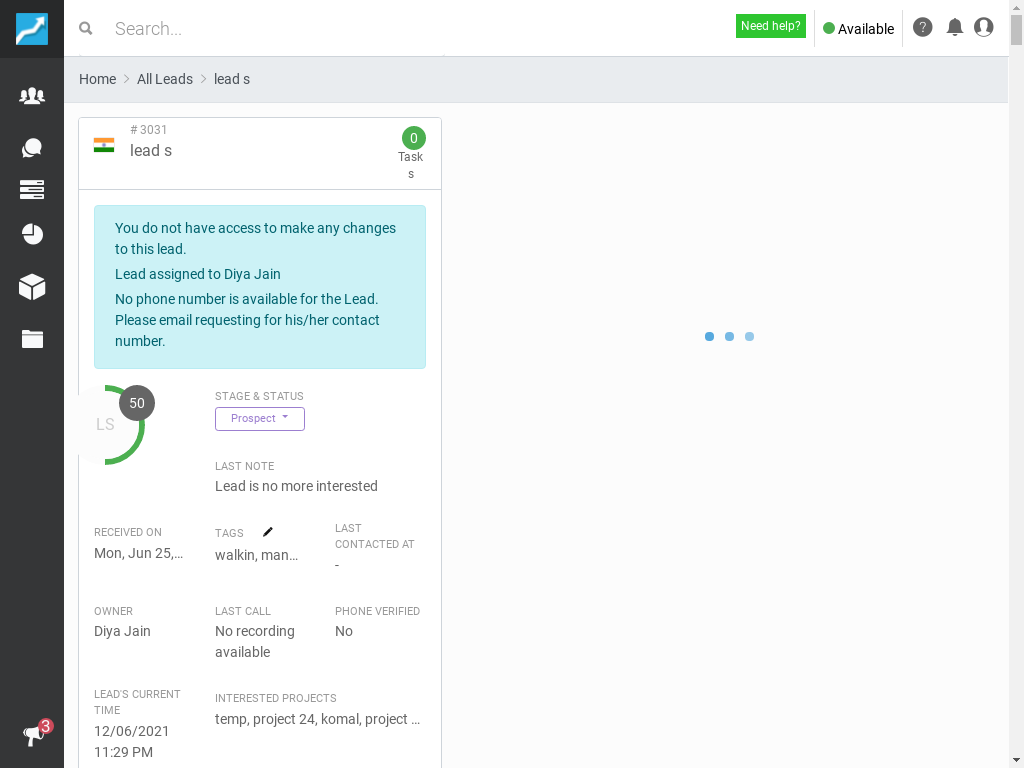 Search...
Need help?
Available
Home
All Leads
lead s
# 3031
lead s
0
Task
s
You do not have access to make any changes
to this lead.
Lead assigned to Diya Jain
No phone number is available for the Lead.
Please email requesting for his/her contact
number.
50
LS
STAGE & STATUS
Prospect
LAST NOTE
Lead is no more interested
RECEIVED ON
Mon, Jun 25,...
TAGS
walkin, man...
LAST
CONTACTED AT
-
OWNER
Diya Jain
LAST CALL
No recording
available
PHONE VERIFIED
No
LEAD'S CURRENT
TIME
12/06/2021
11:29 PM
INTERESTED PROJECTS
temp, project 24, komal, project ...
3